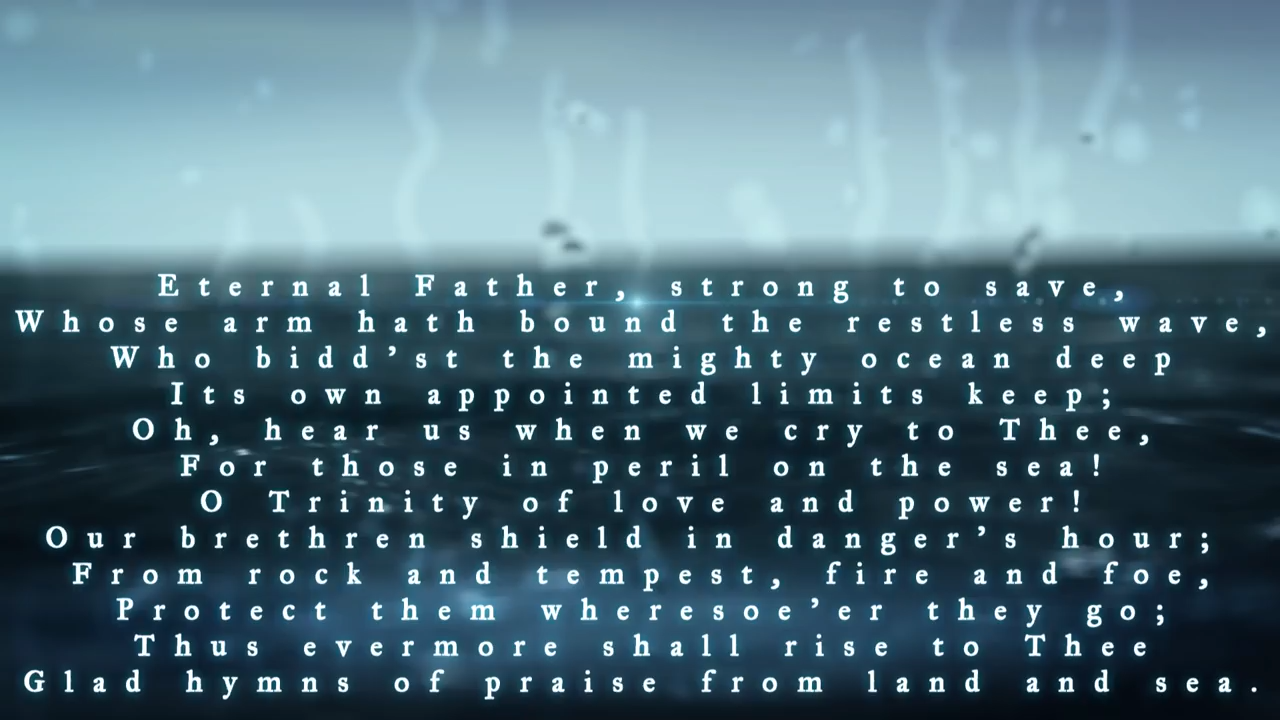 Eternal Father, strong to save,
Whose arm hath bound the restless wave,
Who bidd’st the mighty ocean deep
Its own appointed limits keep;
Oh, hear us when we cry to Thee,
For those in peril on the sea!
O Trinity of love and power!
Our brethren shield in danger’s hour;
From rock and tempest, fire and foe,
Protect them wheresoe’er they go;
Thus evermore shall rise to Thee
Glad hymns of praise from land and sea.